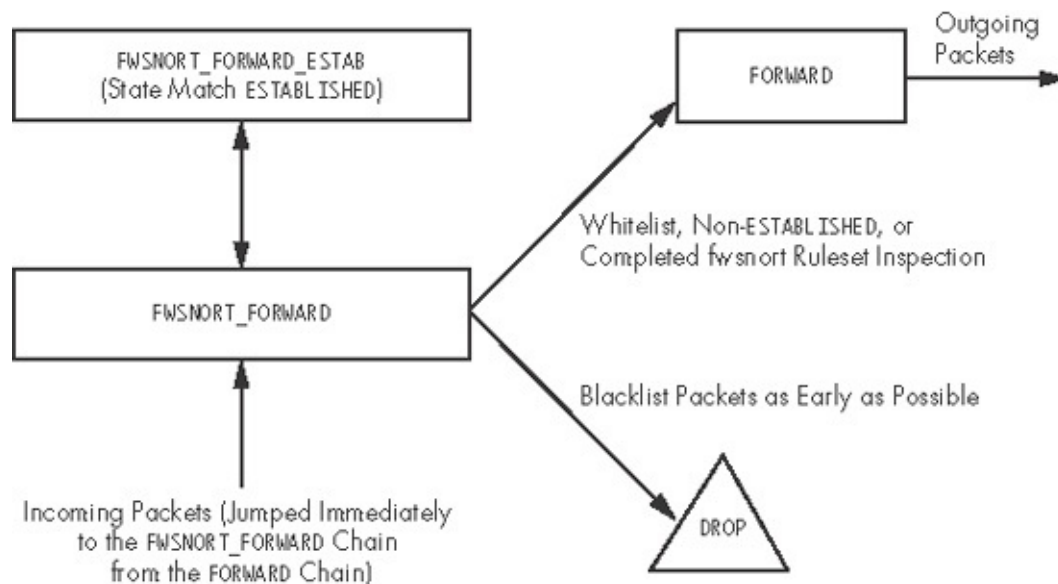 FWSNORT_FORWARD_ESTAB
(State Match ESTABLISHED)
FORWARD
Outgoing
Packets
Whitelist, Non-ESTABLISHED, or
Completed fwsnort Ruleset Inspection
FWSNORT_FORWARD
Blacklist Packets as Early as Possible
Incoming Packets (Jumped Immediately
to the FWSNORT_FORWARD Chain
from the FORWARD Chain)
DROP